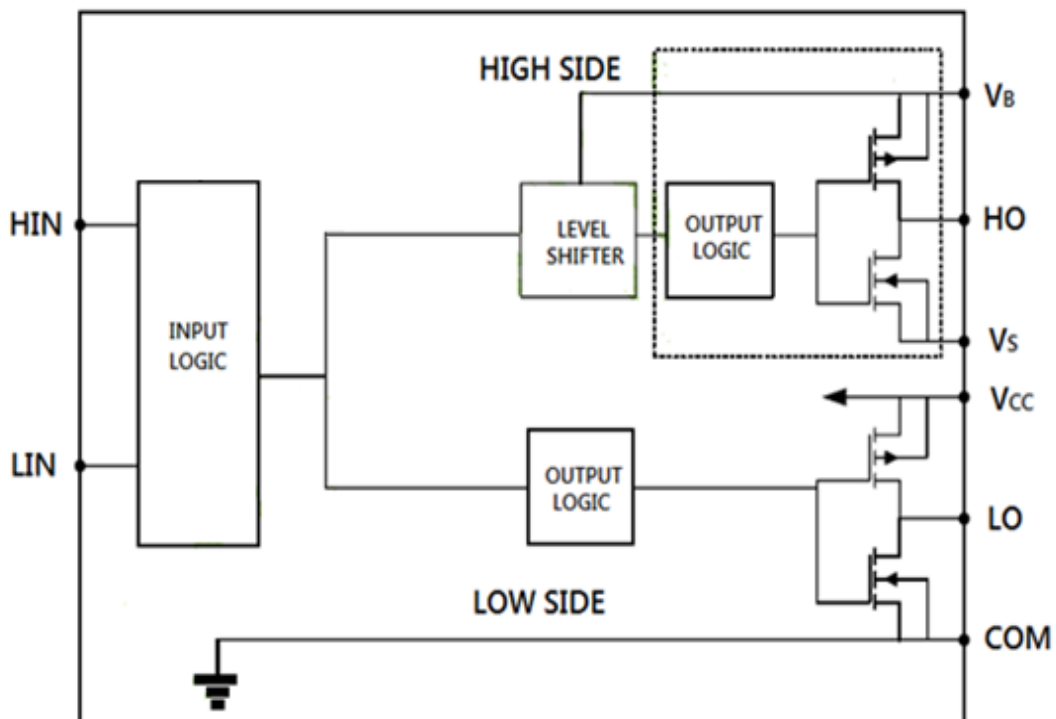 HIGH SIDE
VB
HIN
INPUT
LOGIC
LEVEL
SHIFTER
OUTPUT
LOGIC
HO
VS
VCC
LIN
OUTPUT
LOGIC
LO
LOW SIDE
COM